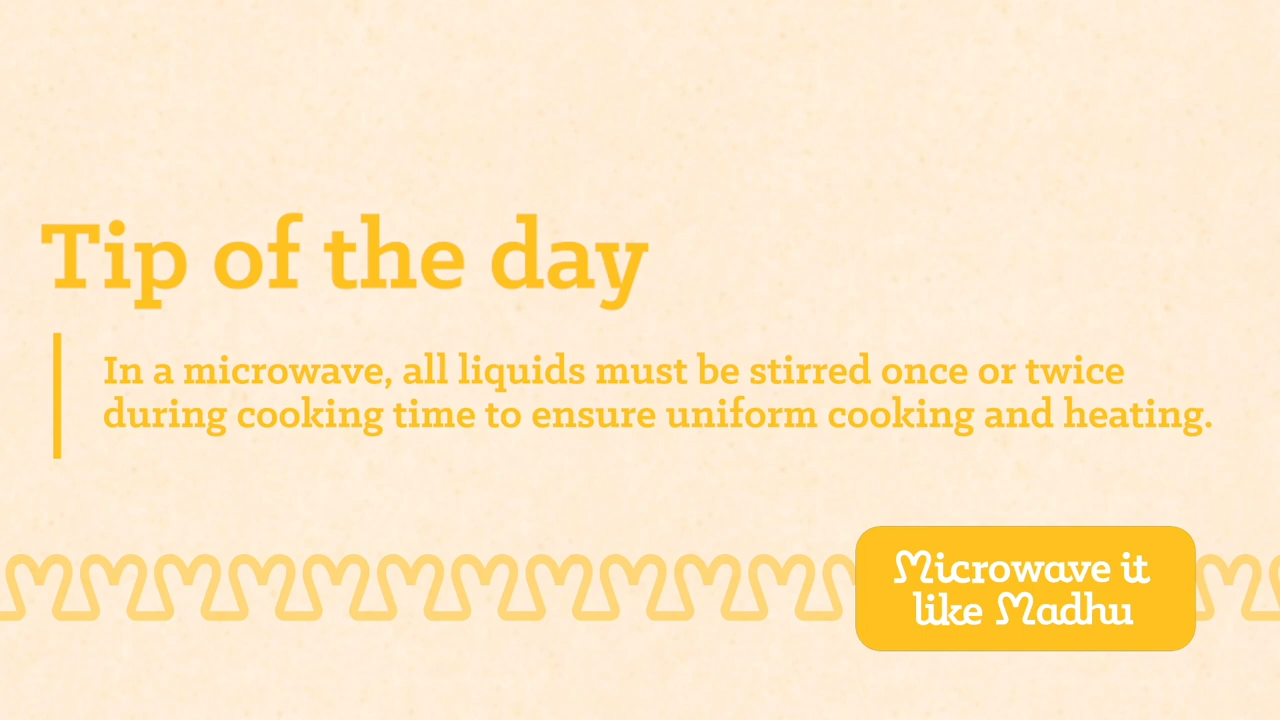 Tip of the day
In a microwave, all liquids must be stirred once or twice
during cooking time to ensure uniform cooking and heating.
Microwave it
like Madhu